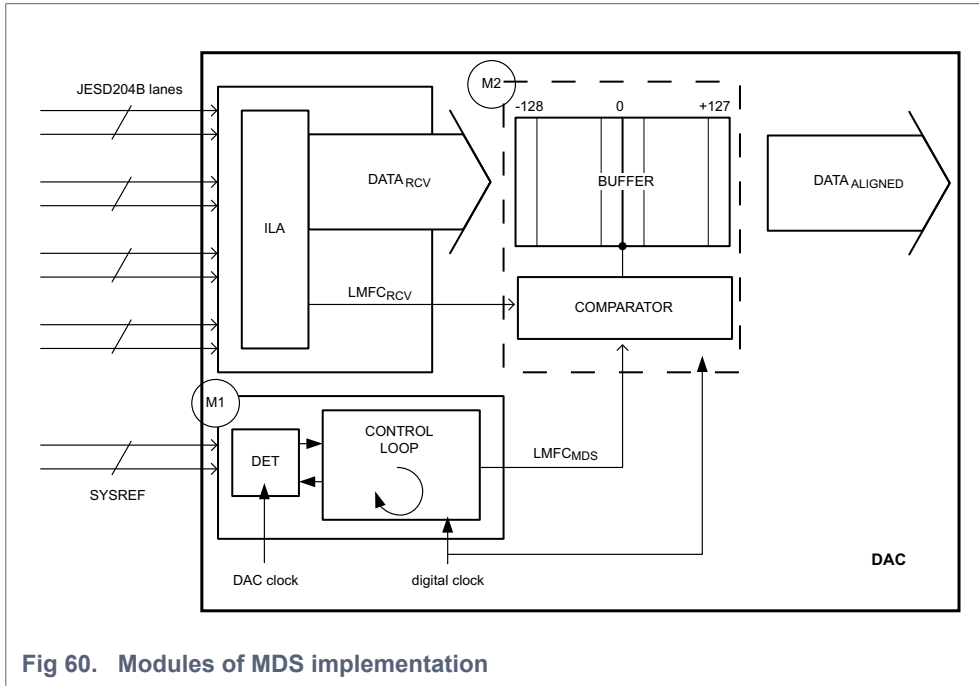 JESD204B lanes
M2
-128 0 +127
DATA RCV
BUFFER
DATA ALIGNED
ILA
LMFC RCV
COMPARATOR
M1
CONTROL
LOOP
DET
LMFC MDS
SYSREF
DAC
DAC clock
digital clock
Fig 60. Modules of MDS implementation